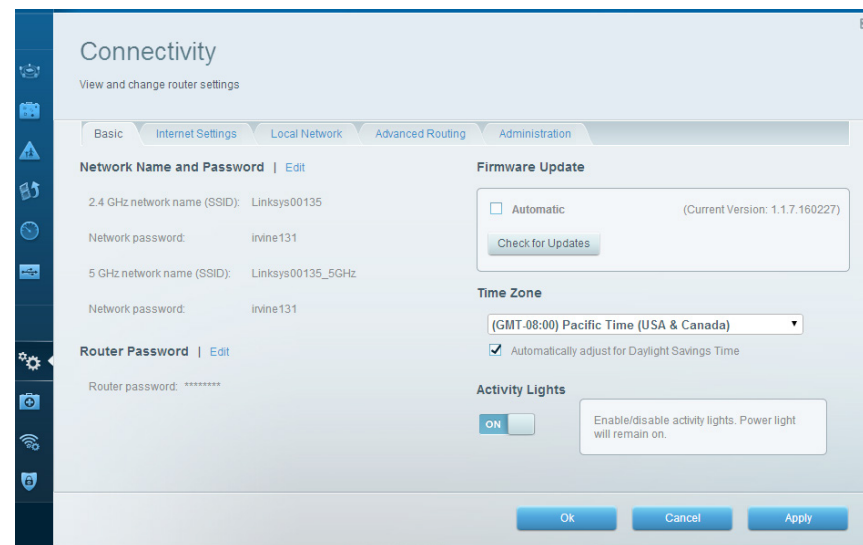 Connectivity
View and change router settings
Basic
Internet Settings
Local Network
Advanced Routing
Administration
Network Name and Password | Edit
2.4 GHz network name (SSID): Linksys00135
Network password: irvine131
5 GHz network name (SSID): Linksys00135_5GHz
Network password: irvine131
Router Password | Edit
Router password: ********
Firmware Update
Automatic
(Current Version: 1.1.7.160227)
Check for Updates
Time Zone
(GMT-08:00) Pacific Time (USA & Canada)
Automatically adjust for Daylight Savings Time
Activity Lights
ON
Enable/disable activity lights. Power light
will remain on.
Ok
Cancel
Apply